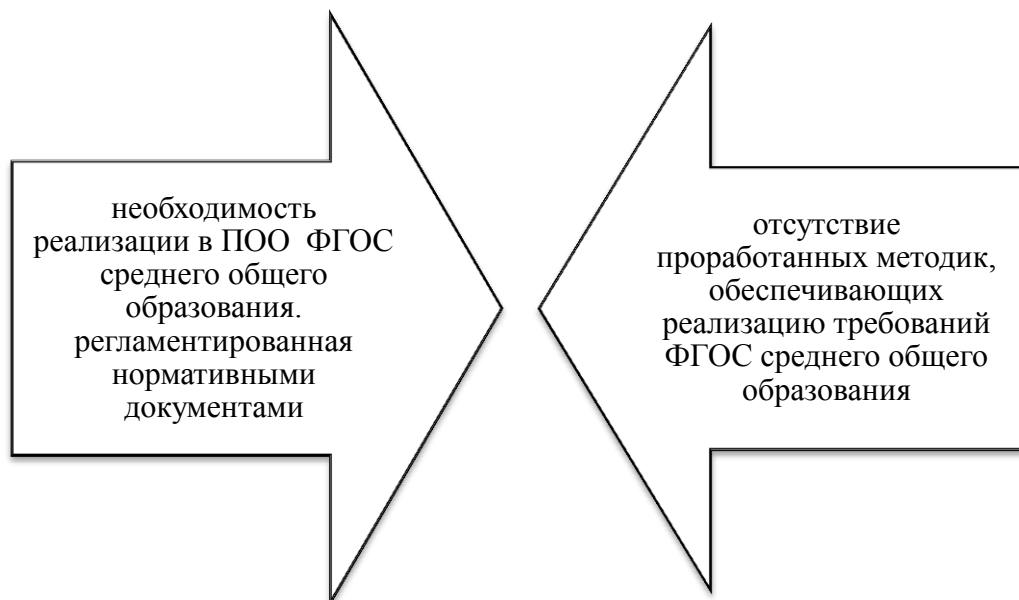 необходимость
реализации в ПОО ФГОС
среднего общего
образования.
регламентированная
нормативными
документами
отсутствие
проработанных методик,
обеспечивающих
реализацию требований
ФГОС среднего общего
образования